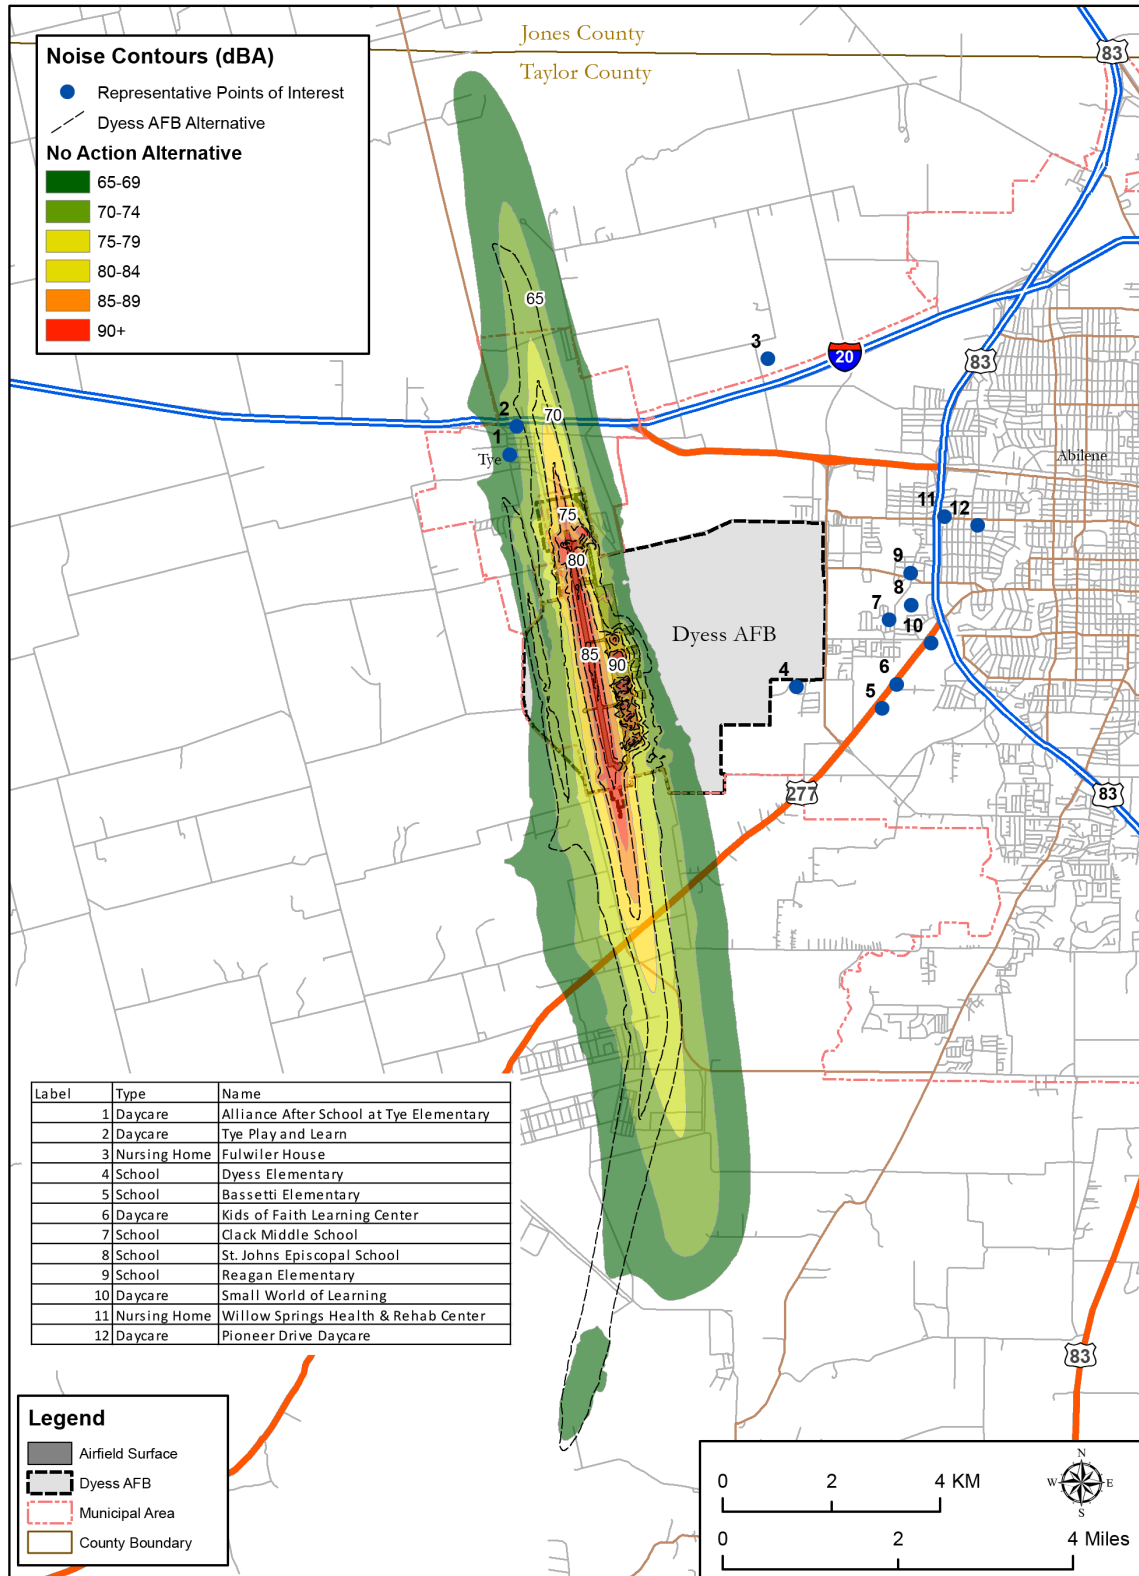 Jones County
Taylor County
83
Noise Contours (dBA)
Representative Points of Interest
Dyess AFB Alternative
No Action Alternative
65-69
70-74
75-79
80-84
85-89
90+
65
3
20
83
70
2
1
Tye
Abilene
75
11
12
80
9
8
7
10
Dyess AFB
85
90
4
6
5
277
83
Label Type Name
1 Daycare Alliance After School at Tye Elementary
2 Daycare Tye Play and Learn
3 Nursing Home Fulwiler House
4 School Dyess Elementary
5 School Bassetti Elementary
6 Daycare Kids of Faith Learning Center
7 School Clack Middle School
8 School St. Johns Episcopal School
9 School Reagan Elementary
10 Daycare Small World of Learning
11 Nursing Home Willow Springs Health & Rehab Center
12 Daycare Pioneer Drive Daycare
83
Legend
Airfield Surface
Dyess AFB
Municipal Area
County Boundary
0 2 4 KM
N
W E
S
0 2 4 Miles